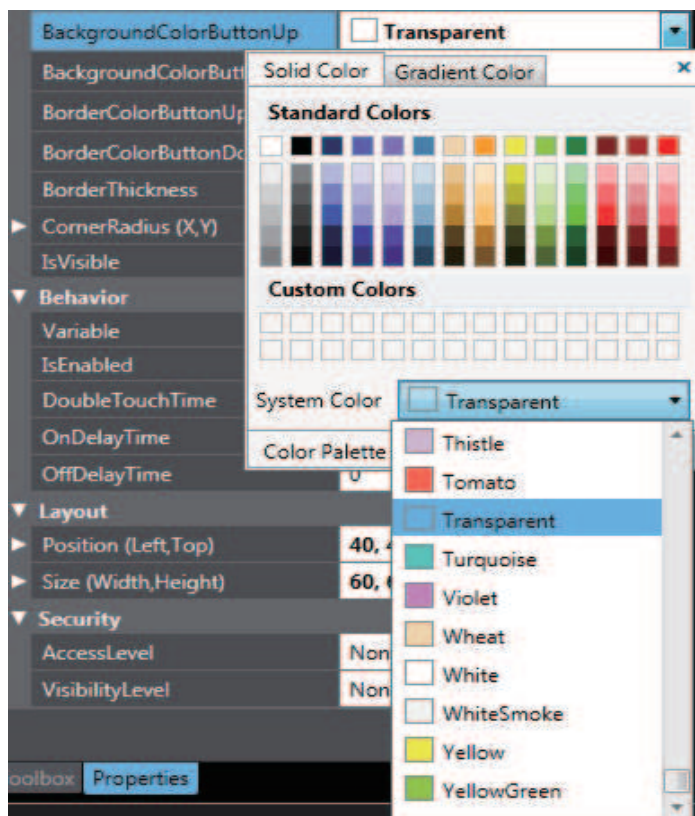 BackgroundColorButtonUp Transparent
BackgroundColorButt Solid Color Gradient Color ×
BorderColorButtonUp Standard Colors
BorderColorButtonDo
BorderThickness
CornerRadius (X,Y)
IsVisible
Custom Colors
Behavior
Variable
IsEnabled
DoubleTouchTime System Color Transparent
OnDelayTime Color Palette
OffDelayTime 0
Thistle
Tomato
Transparent
Turquoise
Violet
Wheat
White
WhiteSmoke
Yellow
YellowGreen
Layout
Position (Left,Top) 40,
Size (Width,Height) 60,
Security
AccessLevel Non
VisibilityLevel Non
oolbox Properties